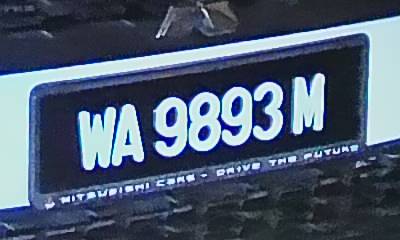 WA 9893 M
MITSUBISHI CARS - DRIVE THE FUTURE